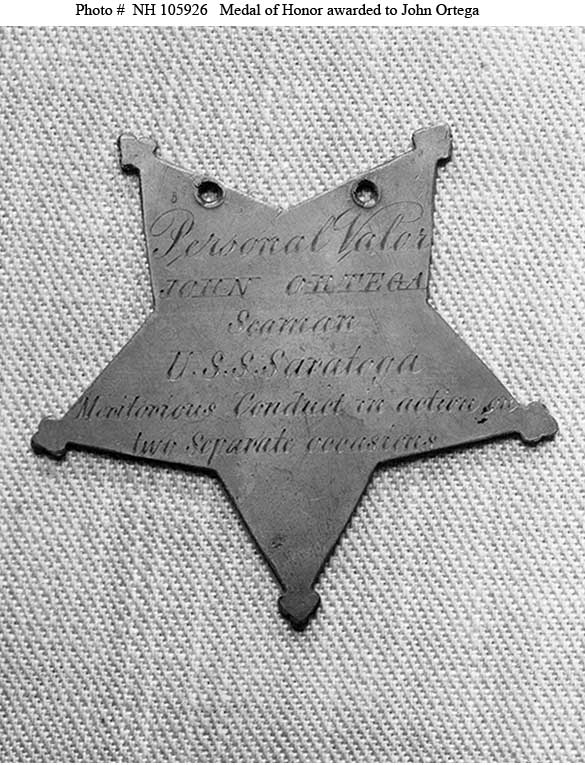 Photo #  NH 105926   Medal of Honor awarded to John Ortega
Personal Valor
JOHN ORTEGA
Seaman
U.S.S. Saratoga
Meritorious Conduct in action on
two Separate occasions